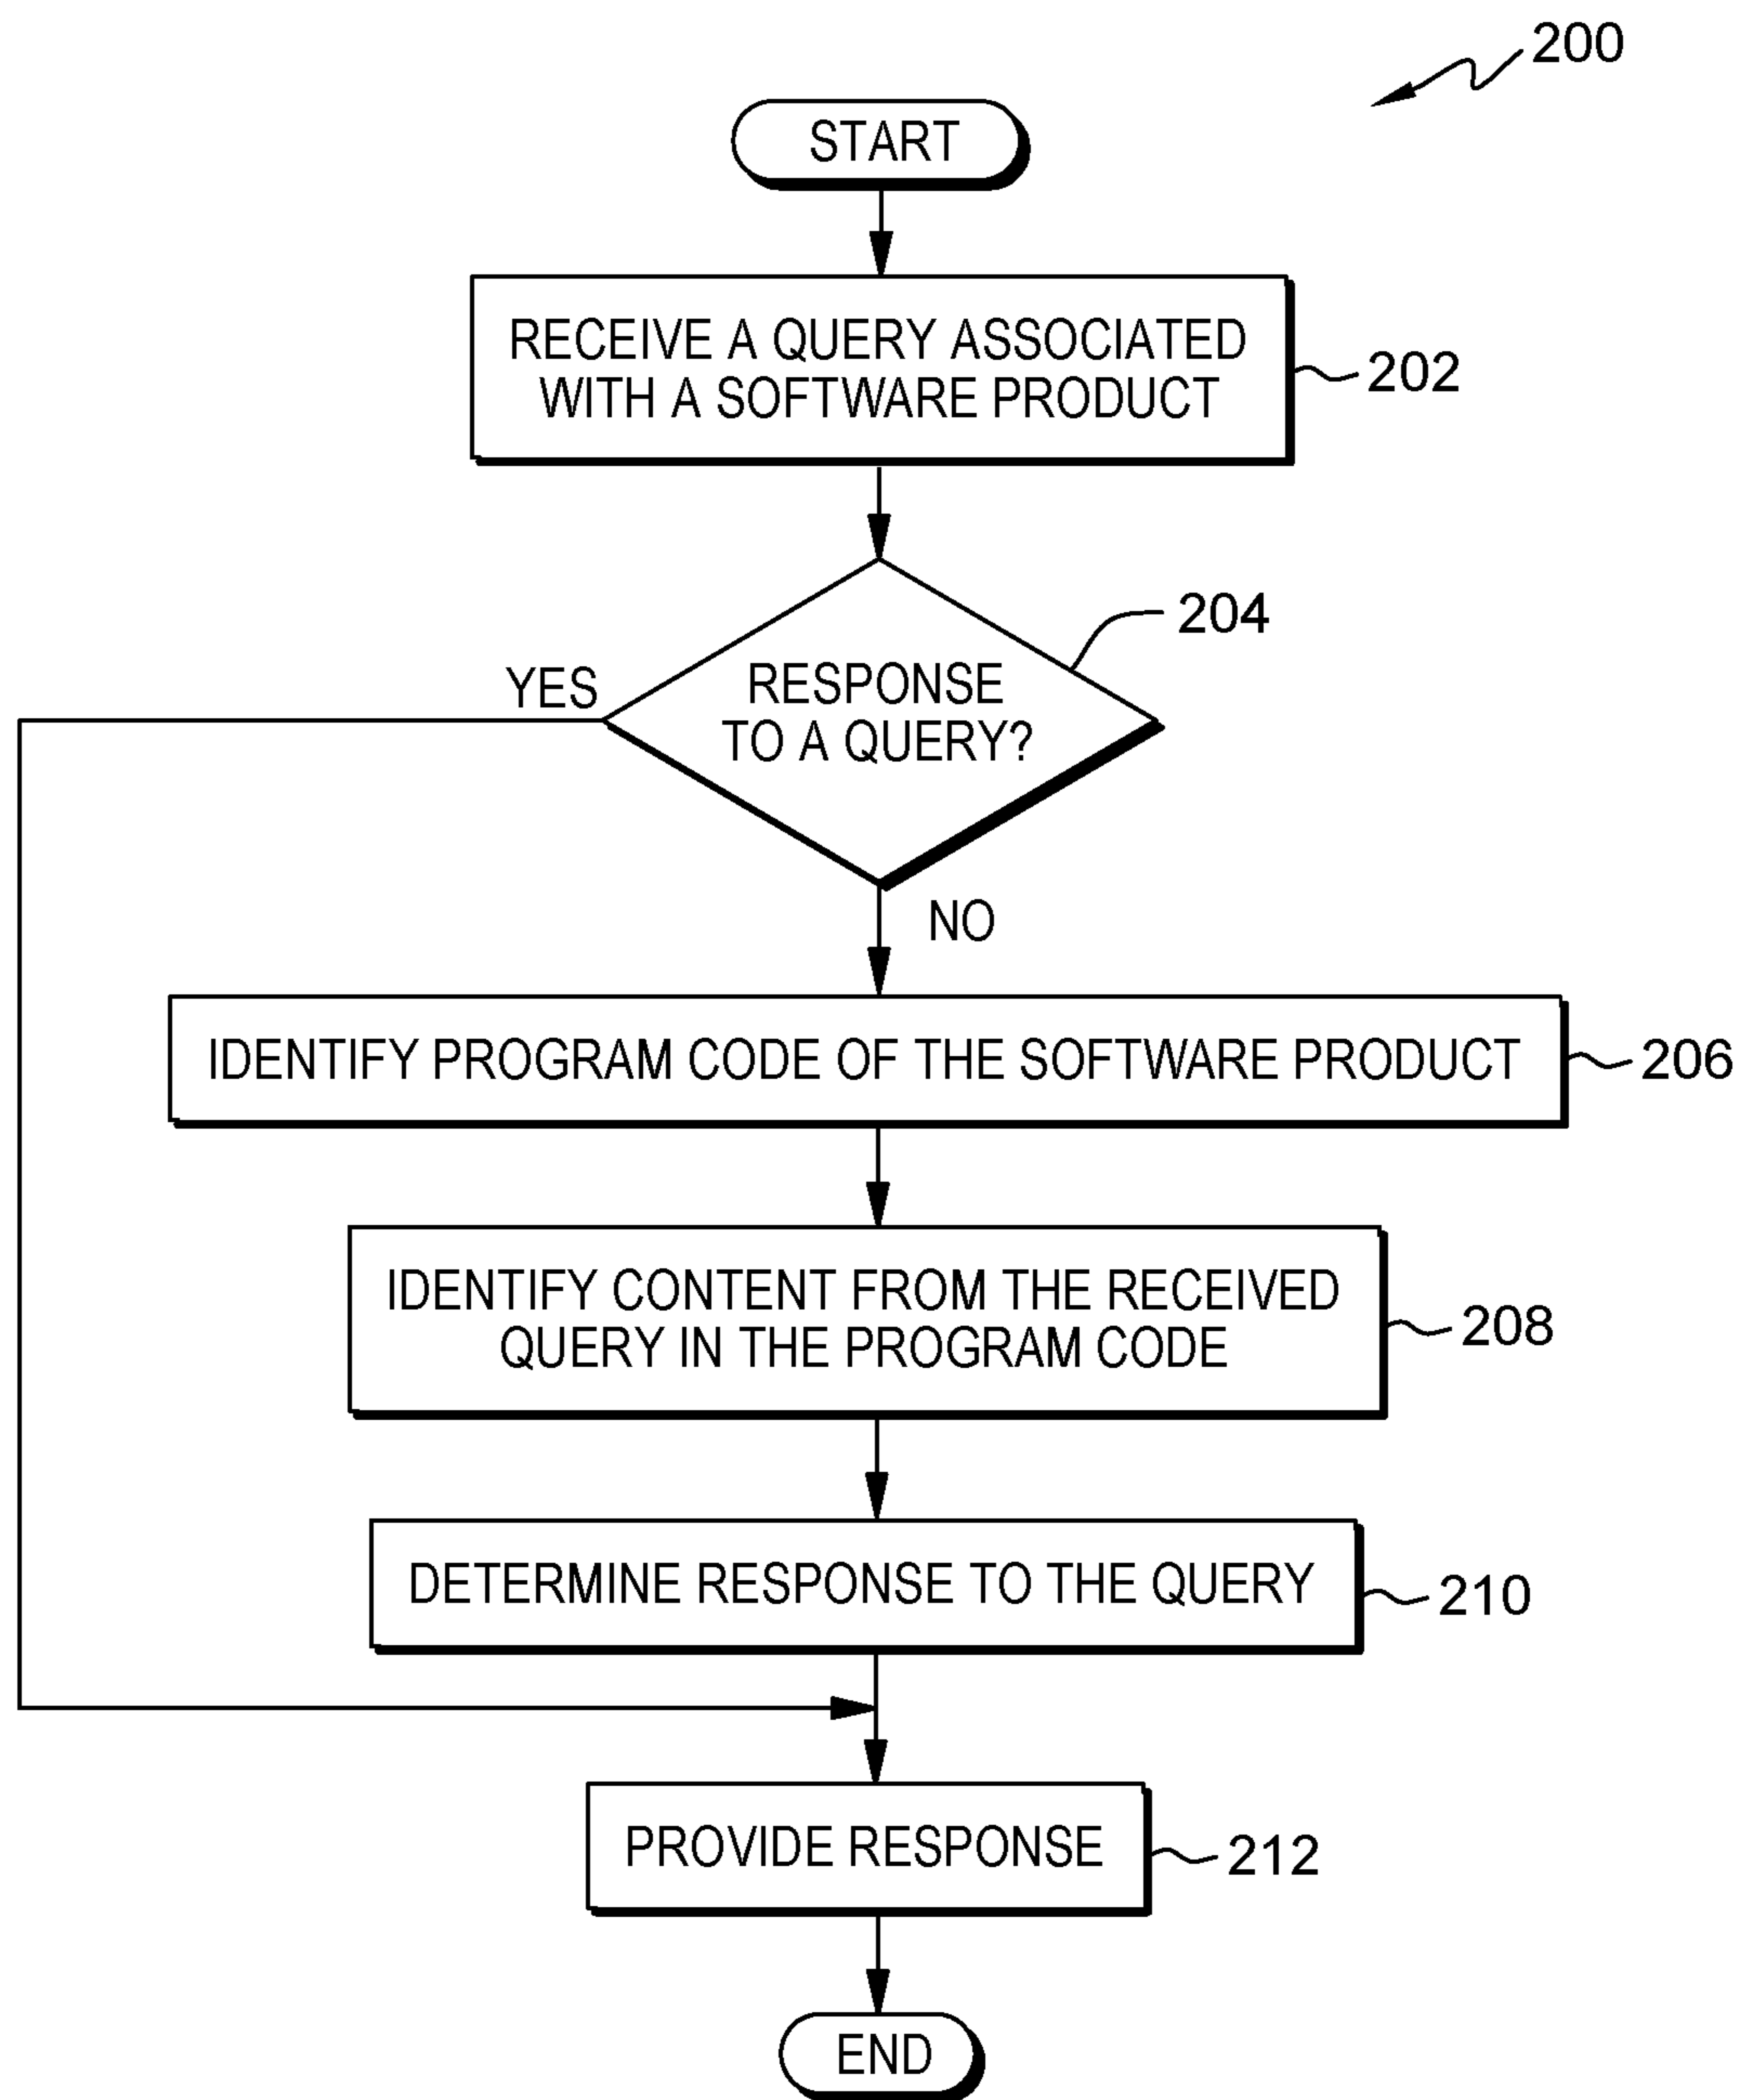 200
START
RECEIVE A QUERY ASSOCIATED
WITH A SOFTWARE PRODUCT
202
204
RESPONSE
TO A QUERY?
YES
NO
IDENTIFY PROGRAM CODE OF THE SOFTWARE PRODUCT
206
IDENTIFY CONTENT FROM THE RECEIVED
QUERY IN THE PROGRAM CODE
208
DETERMINE RESPONSE TO THE QUERY
210
PROVIDE RESPONSE
212
END